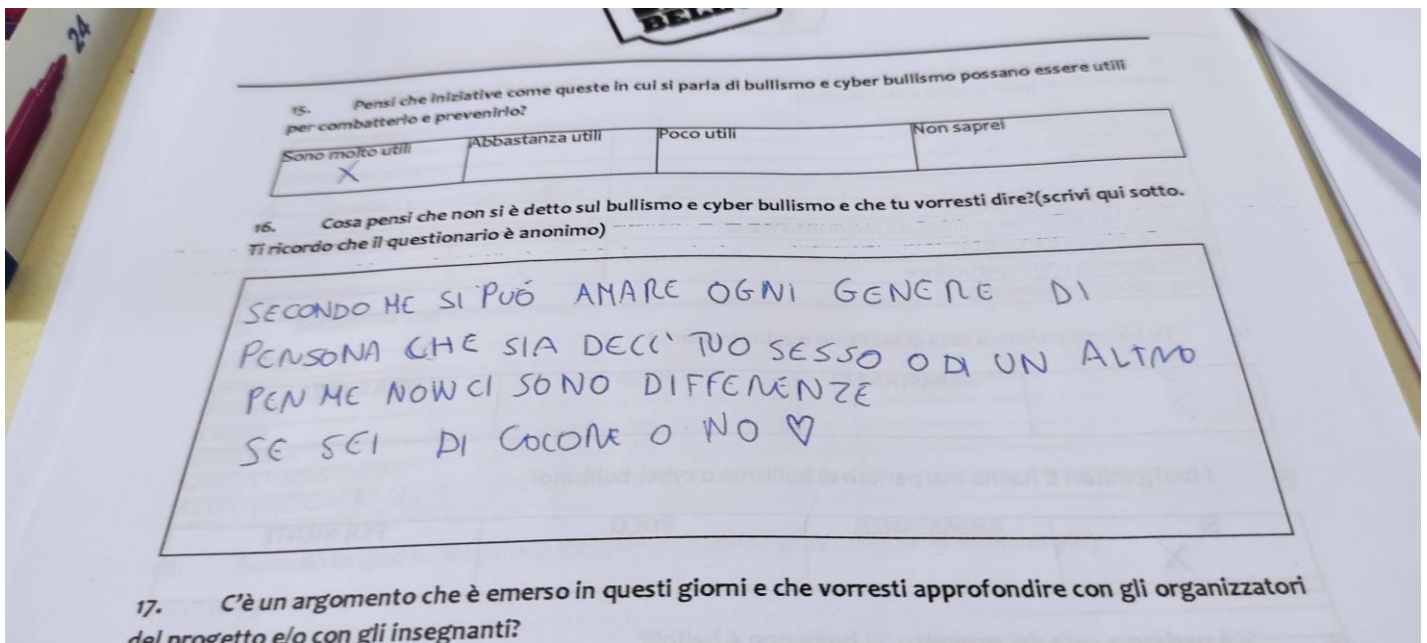 24
BELL
15. Pensi che iniziative come queste in cui si parla di bullismo e cyber bullismo possano essere utili
per combatterlo e prevenirlo?
Sono molto utili Abbastanza utili Poco utili Non saprei
X
16. Cosa pensi che non si è detto sul bullismo e cyber bullismo e che tu vorresti dire?(scrivi qui sotto.
Ti ricordo che il questionario è anonimo)
SECONDO ME SI PUÓ AMARE OGNI GENERE DI
PERSONA CHE SIA DELL' TUO SESSO O DI UN ALTRO
PER ME NON CI SONO DIFFERENZE
SE SEI DI COLORE O NO ♡
17. C'è un argomento che è emerso in questi giorni e che vorresti approfondire con gli organizzatori
del progetto e/o con gli insegnanti?